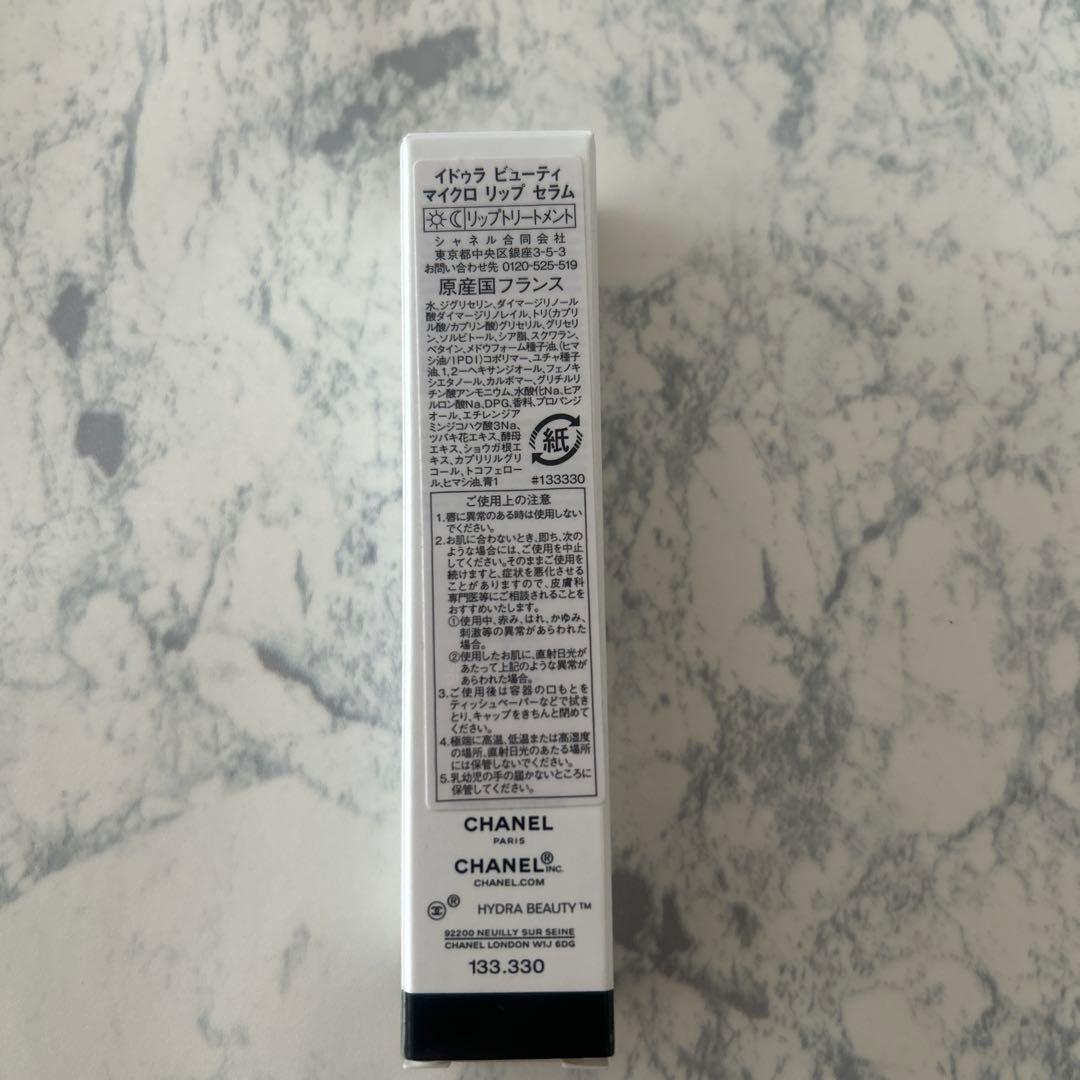 イドゥラ ビューティ
マイクロ リップ セラム
リップトリートメント
シャネル合同会社
東京都中央区銀座3-5-3
お問い合わせ先 0120-525-519
原産国フランス
水、ジグリセリン、ダイマージリノール
酸ダイマージリノレイル、トリ(カプリ
ル酸/カプリン酸)グリセリル、グリセリ
ン、ソルビトール、シア脂、スクワラン、
ベタイン、メドウフォーム種子油、(ヒマ
シ油/IPDI)コポリマー、ユチャ種子
油、1,2-ヘキサンジオール、フェノキ
シエタノール、カルボマー、グリチルリ
チン酸アンモニウム、水酸化Na、ヒア
ルロン酸Na、DPG、香料、プロパンジ
オール、エチレンジア
ミンジコハク酸3Na、
ツバキ花エキス、酵母
エキス、ショウガ根エ
キス、カプリリルグリ
コール、トコフェロー
ル、ヒマシ油、青1
紙
#133330
ご使用上の注意
1.唇に異常のある時は使用しない
でください。
2.お肌に合わないとき、即ち、次の
ような場合には、ご使用を中止
してください。そのままご使用を
続けますと、症状を悪化させる
ことがありますので、皮膚科
専門医等にご相談されることを
おすすめいたします。
①使用中、赤み、はれ、かゆみ、
刺激等の異常があらわれた
場合。
②使用したお肌に、直射日光が
あたって上記のような異常が
あらわれた場合。
3.ご使用後は容器の口もとを
ティッシュペーパーなどで拭き
とり、キャップをきちんと閉めて
ください。
4.極端に高温、低温または高湿度
の場所、直射日光のあたる場所
には保管しないでください。
5.乳幼児の手の届かないところに
保管してください。
CHANEL
PARIS
CHANEL® INC.
CHANEL.COM
® HYDRA BEAUTY™
92200 NEUILLY SUR SEINE
CHANEL LONDON W1J 6DG
133.330